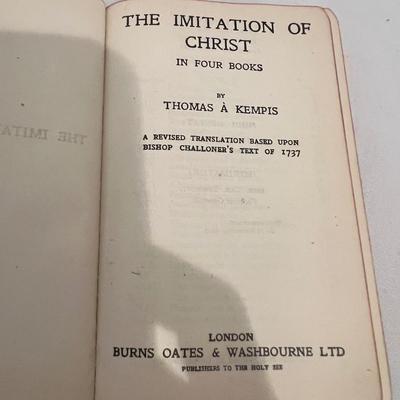 THE IMITATION OF
CHRIST
IN FOUR BOOKS
BY
THOMAS À KEMPIS
A REVISED TRANSLATION BASED UPON
BISHOP CHALLONER'S TEXT OF 1737
LONDON
BURNS OATES & WASHBOURNE LTD
PUBLISHERS TO THE HOLY SEE